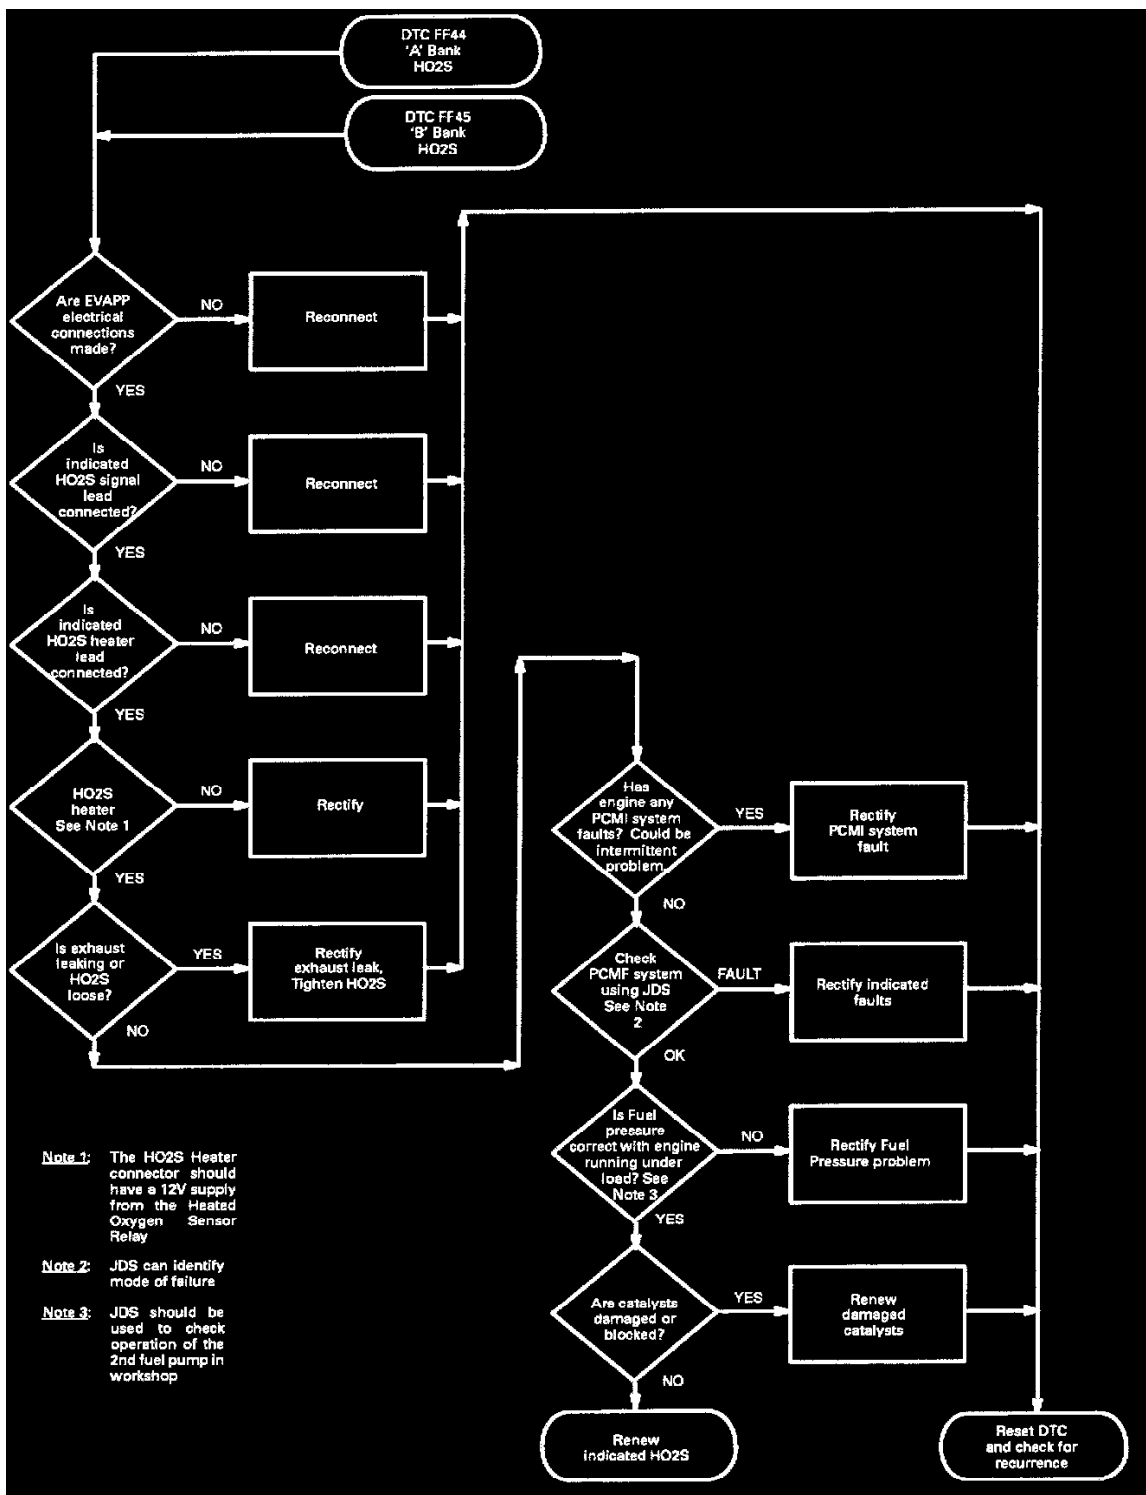 DTC FF44
'A' Bank
HO2S
DTC FF45
'B' Bank
HO2S
Are EVAPP
electrical
connections
made?
NO
Reconnect
YES
Is
indicated
HO2S signal
lead
connected?
NO
Reconnect
YES
Is
indicated
HO2S heater
lead
connected?
NO
Reconnect
YES
HO2S
heater
See Note 1
NO
Rectify
YES
Is exhaust
leaking or
HO2S
loose?
YES
Rectify
exhaust leak,
Tighten HO2S
NO
Has
engine any
PCMI system
faults? Could be
intermittent
problem
YES
Rectify
PCMI system
fault
NO
Check
PCMF system
using JDS
See Note
2
FAULT
Rectify indicated
faults
OK
Is Fuel
pressure
correct with engine
running under
load? See
Note 3
NO
Rectify Fuel
Pressure problem
YES
Are catalysts
damaged or
blocked?
YES
Renew
damaged
catalysts
NO
Renew
indicated HO2S
Reset DTC
and check for
recurrence
Note 1: The HO2S Heater
connector should
have a 12V supply
from the Heated
Oxygen Sensor
Relay
Note 2: JDS can identify
mode of failure
Note 3: JDS should be
used to check
operation of the
2nd fuel pump in
workshop